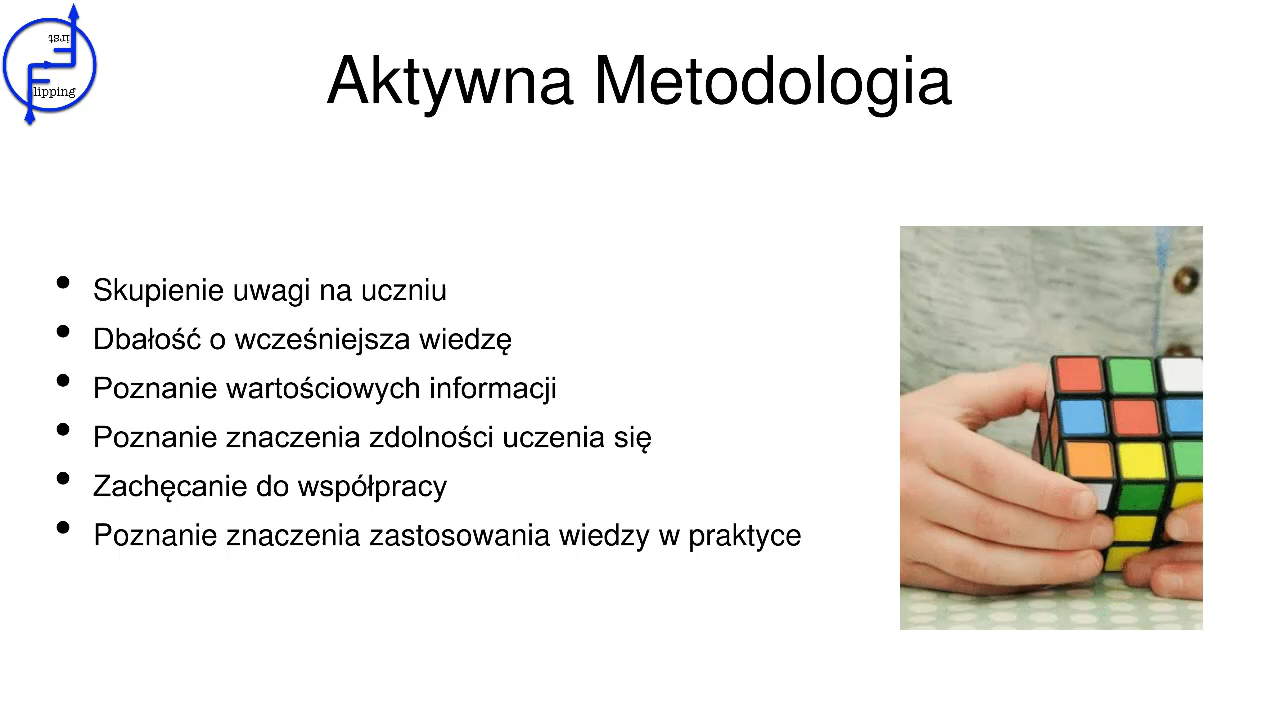 irst
lipping
Aktywna Metodologia
• Skupienie uwagi na uczniu
• Dbałość o wcześniejsza wiedzę
• Poznanie wartościowych informacji
• Poznanie znaczenia zdolności uczenia się
• Zachęcanie do współpracy
• Poznanie znaczenia zastosowania wiedzy w praktyce